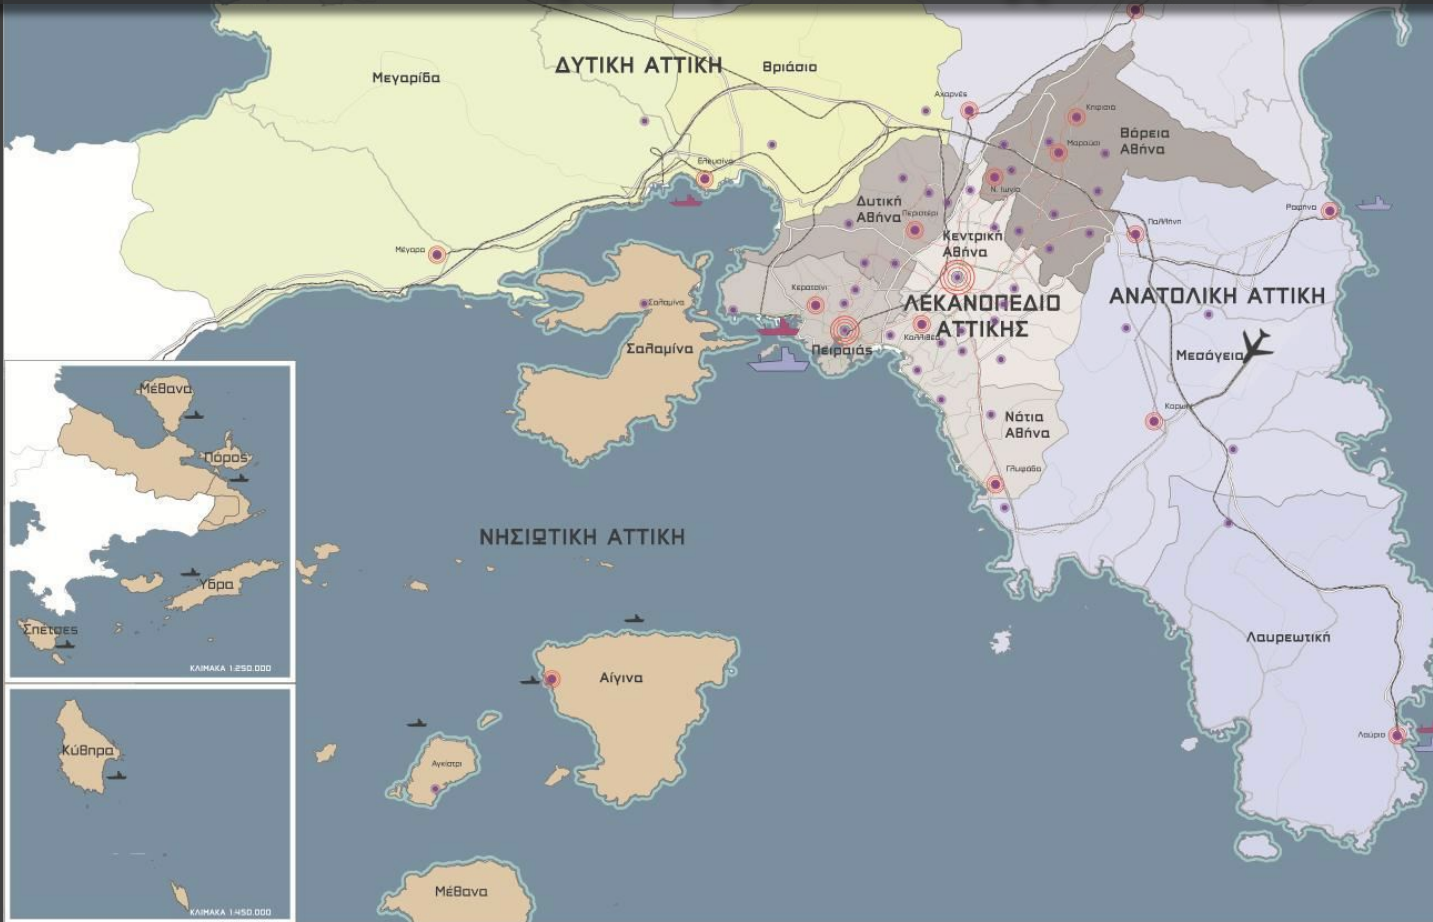 ΔΥΤΙΚΗ ΑΤΤΙΚΗ
Βριάσιο
Μεγαρίδα
Αχαρνές
Κηφισιά
Βόρεια
Αθήνα
Μαρούσι
Ελευσίνα
Ν. Ιωνία
Δυτική
Αθήνα
Περιστέρι
Ραφήνα
Παλλήνη
Κεντρική
Αθήνα
Μέγαρα
Κερατσίνι
Σαλαμίνα
ΛΕΚΑΝΟΠΕΔΙΟ
ΑΤΤΙΚΗΣ
ΑΝΑΤΟΛΙΚΗ ΑΤΤΙΚΗ
Καλλιθέα
Πειραιάς
Σαλαμίνα
Μεσόγεια
Κορωπί
Νότια
Αθήνα
Γλυφάδα
ΝΗΣΙΩΤΙΚΗ ΑΤΤΙΚΗ
Λαυρεωτική
Λαύριο
Αίγινα
Αγκίστρι
Μέθανα
Μέθανα
Πόρος
Ύδρα
Σπέτσες
ΚΛΙΜΑΚΑ 1:250.000
Κύθηρα
ΚΛΙΜΑΚΑ 1:450.000